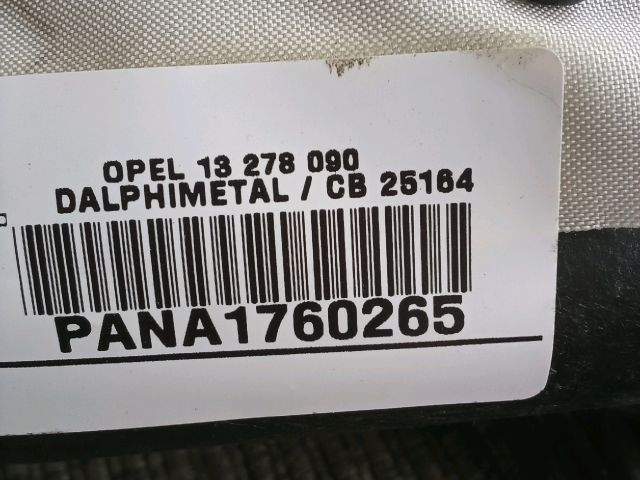 OPEL 13 278 090
DALPHIMETAL / CB 25164
PANA1760265